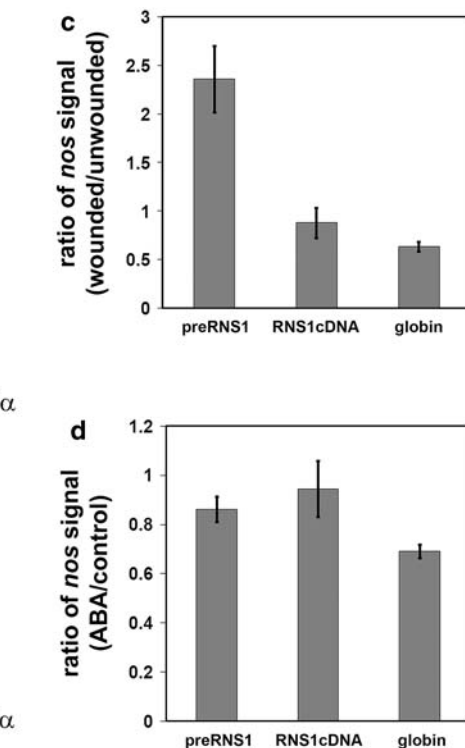 c
ratio of nos signal
(wounded/unwounded)
3
2.5
2
1.5
1
0.5
0
preRNS1 RNS1cDNA globin
α
d
ratio of nos signal
(ABA/control)
1.2
1
0.8
0.6
0.4
0.2
0
α
preRNS1 RNS1cDNA globin